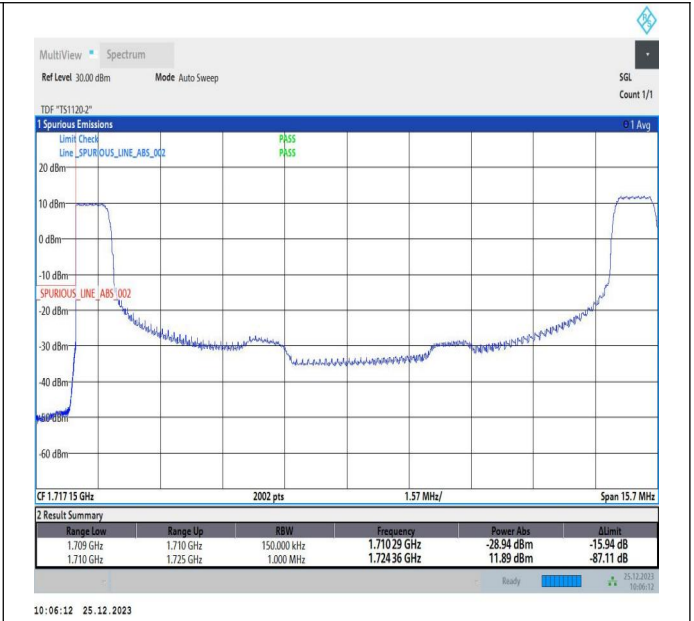 MultiView Spectrum
Ref Level 30.00 dBm Mode Auto Sweep SGL
Count 1/1
TDF "TS1120-2"
1 Spurious Emissions 1 Avg
Limit Check PASS
Line _SPURIOUS_LINE_ABS_002 PASS
20 dBm
10 dBm
0 dBm
-10 dBm
_SPURIOUS_LINE_ABS_002
-20 dBm
-30 dBm
-40 dBm
-50 dBm
-60 dBm
CF 1.717 15 GHz 2002 pts 1.57 MHz/ Span 15.7 MHz
2 Result Summary
Range Low Range Up RBW Frequency Power Abs ΔLimit
1.709 GHz 1.710 GHz 150.000 kHz 1.710 29 GHz -28.94 dBm -15.94 dB
1.710 GHz 1.725 GHz 1.000 MHz 1.724 36 GHz 11.89 dBm -87.11 dB
Ready 25.12.2023
10:06:12
10:06:12 25.12.2023